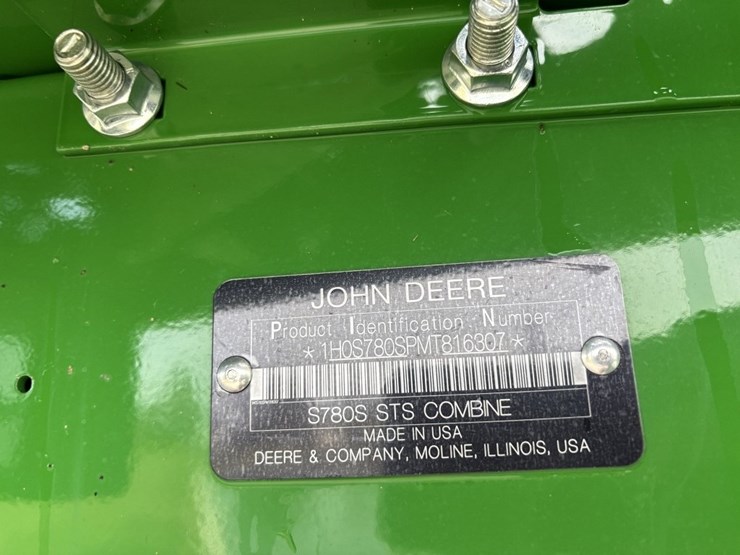 JOHN DEERE
Product Identification Number
*1H0S780SPMT816307*
S780S STS COMBINE
MADE IN USA
DEERE & COMPANY, MOLINE, ILLINOIS, USA